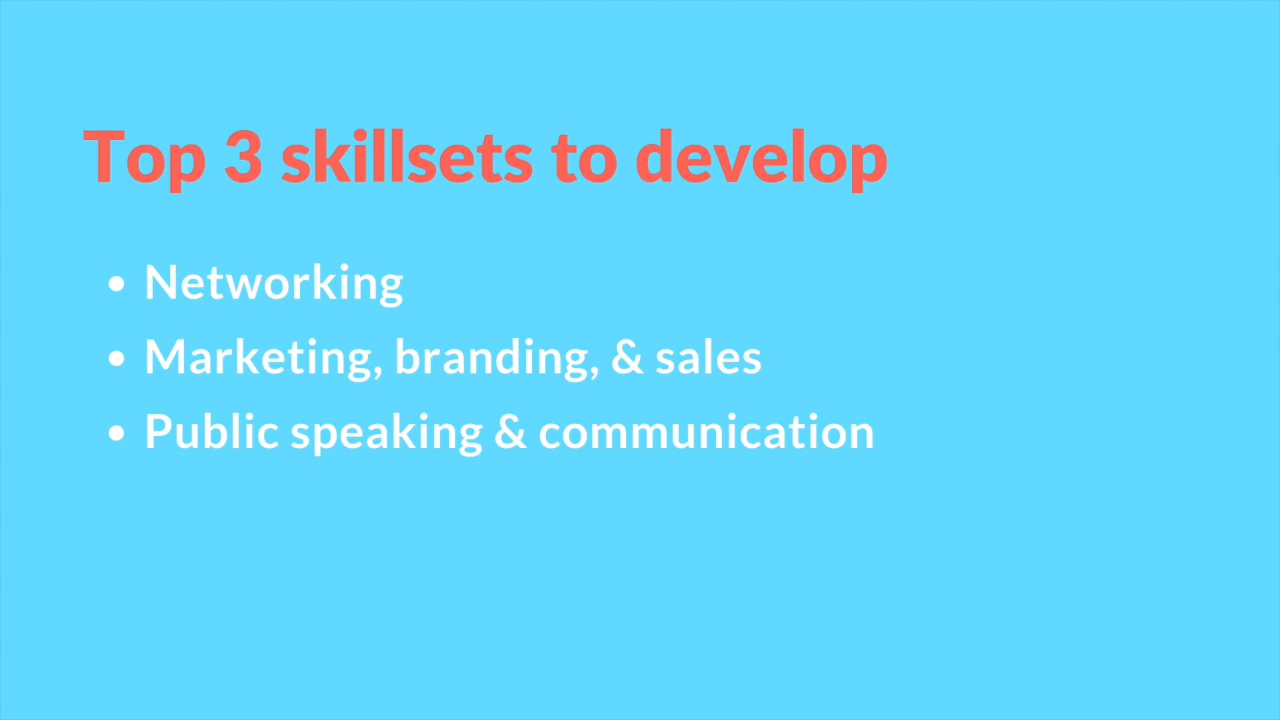 Top 3 skillsets to develop
• Networking
• Marketing, branding, & sales
• Public speaking & communication